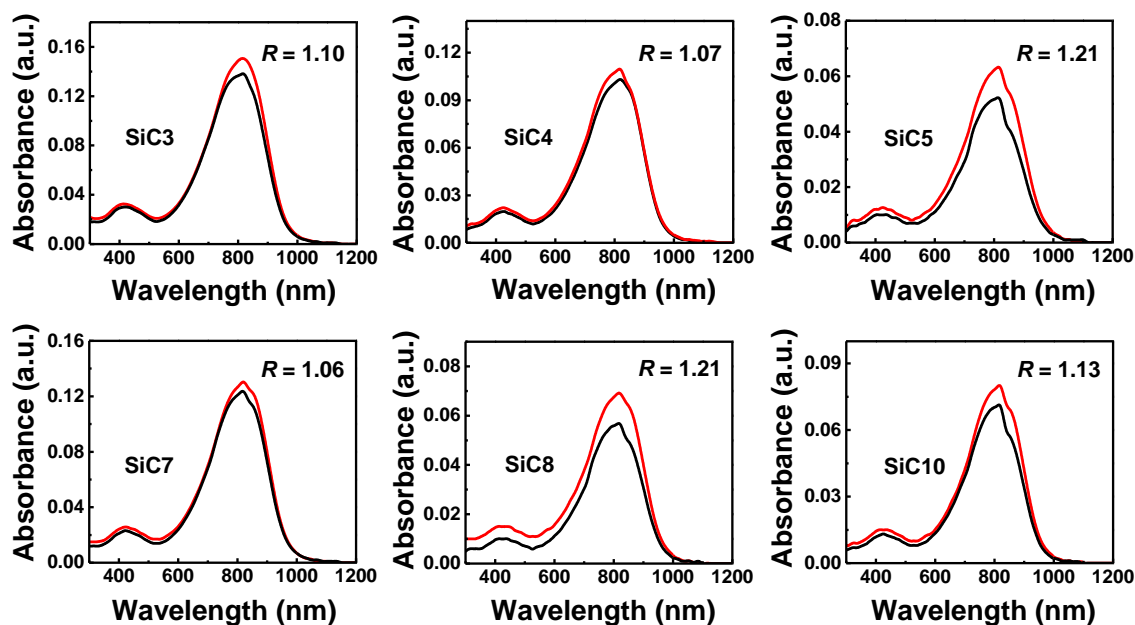 Absorbance (a.u.)
0.16
0.12
0.08
0.04
0.00
R = 1.10
SiC3
400 600 800 1000 1200
Wavelength (nm)
Absorbance (a.u.)
0.12
0.09
0.06
0.03
0.00
R = 1.07
SiC4
400 600 800 1000 1200
Wavelength (nm)
Absorbance (a.u.)
0.08
0.06
0.04
0.02
0.00
R = 1.21
SiC5
400 600 800 1000 1200
Wavelength (nm)
Absorbance (a.u.)
0.16
0.12
0.08
0.04
0.00
R = 1.06
SiC7
400 600 800 1000 1200
Wavelength (nm)
Absorbance (a.u.)
0.08
0.06
0.04
0.02
0.00
R = 1.21
SiC8
400 600 800 1000 1200
Wavelength (nm)
Absorbance (a.u.)
0.09
0.06
0.03
0.00
R = 1.13
SiC10
400 600 800 1000 1200
Wavelength (nm)